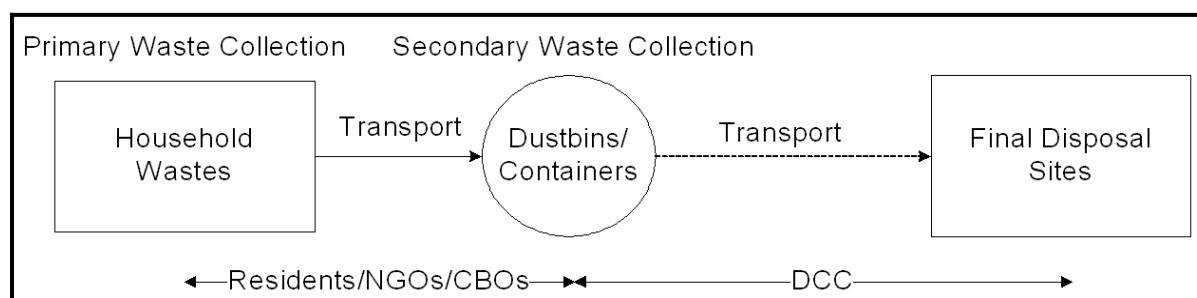 Primary Waste Collection
Secondary Waste Collection
Household
Wastes
Transport
Dustbins/
Containers
Transport
Final Disposal
Sites
Residents/NGOs/CBOs
DCC